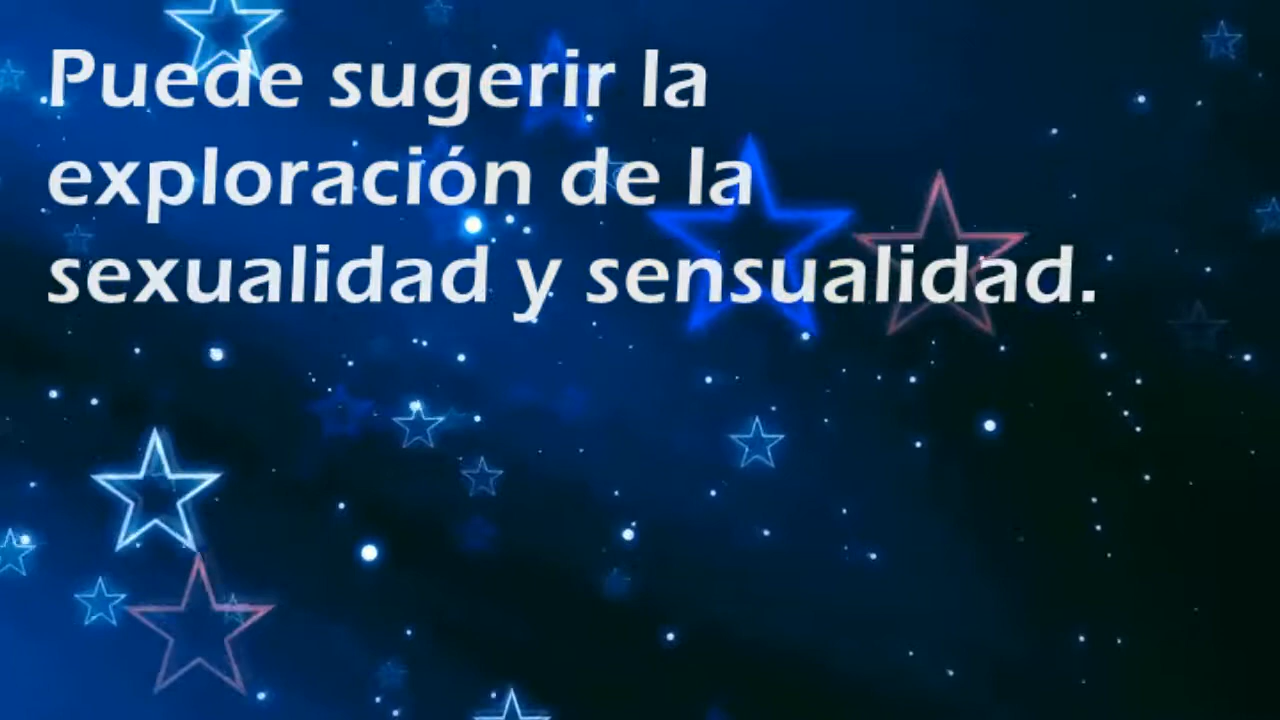 Puede sugerir la
exploración de la
sexualidad y sensualidad.